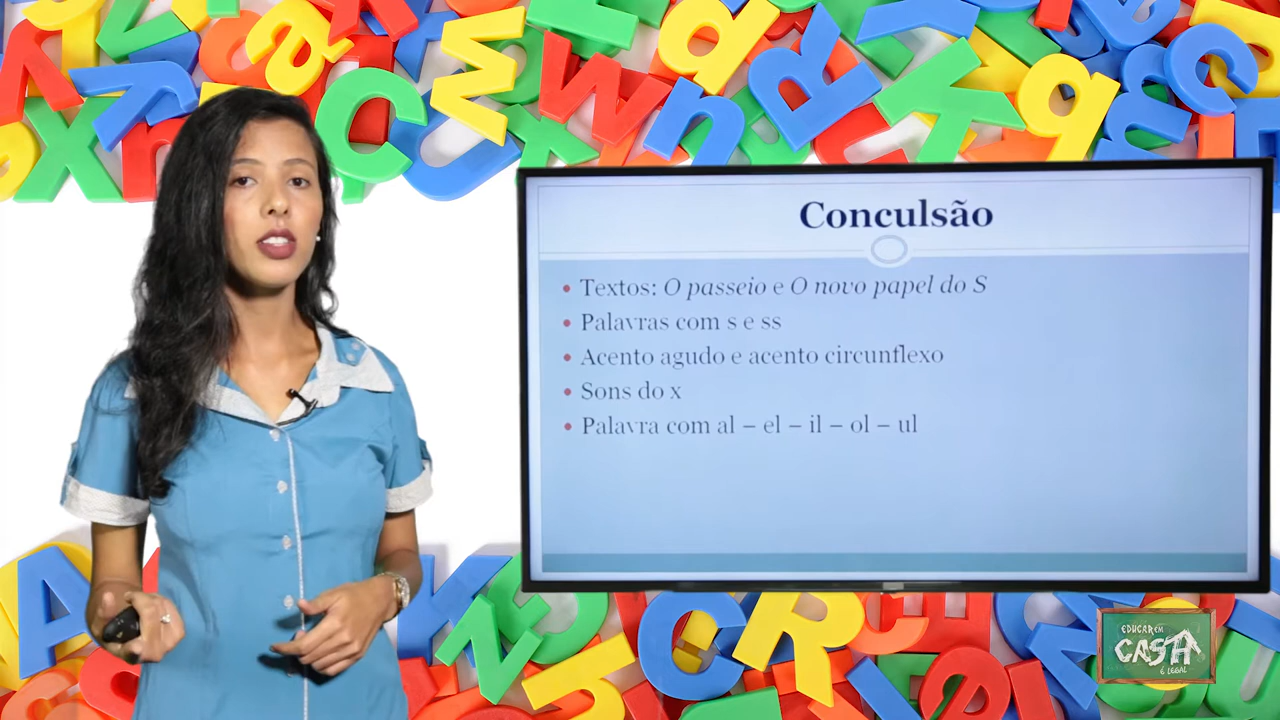 Conculsão
Textos: O passeio e O novo papel do S
Palavras com s e ss
Acento agudo e acento circunflexo
Sons do x
Palavra com al – el – il – ol – ul
EDUCAR EM
CASA
É LEGAL